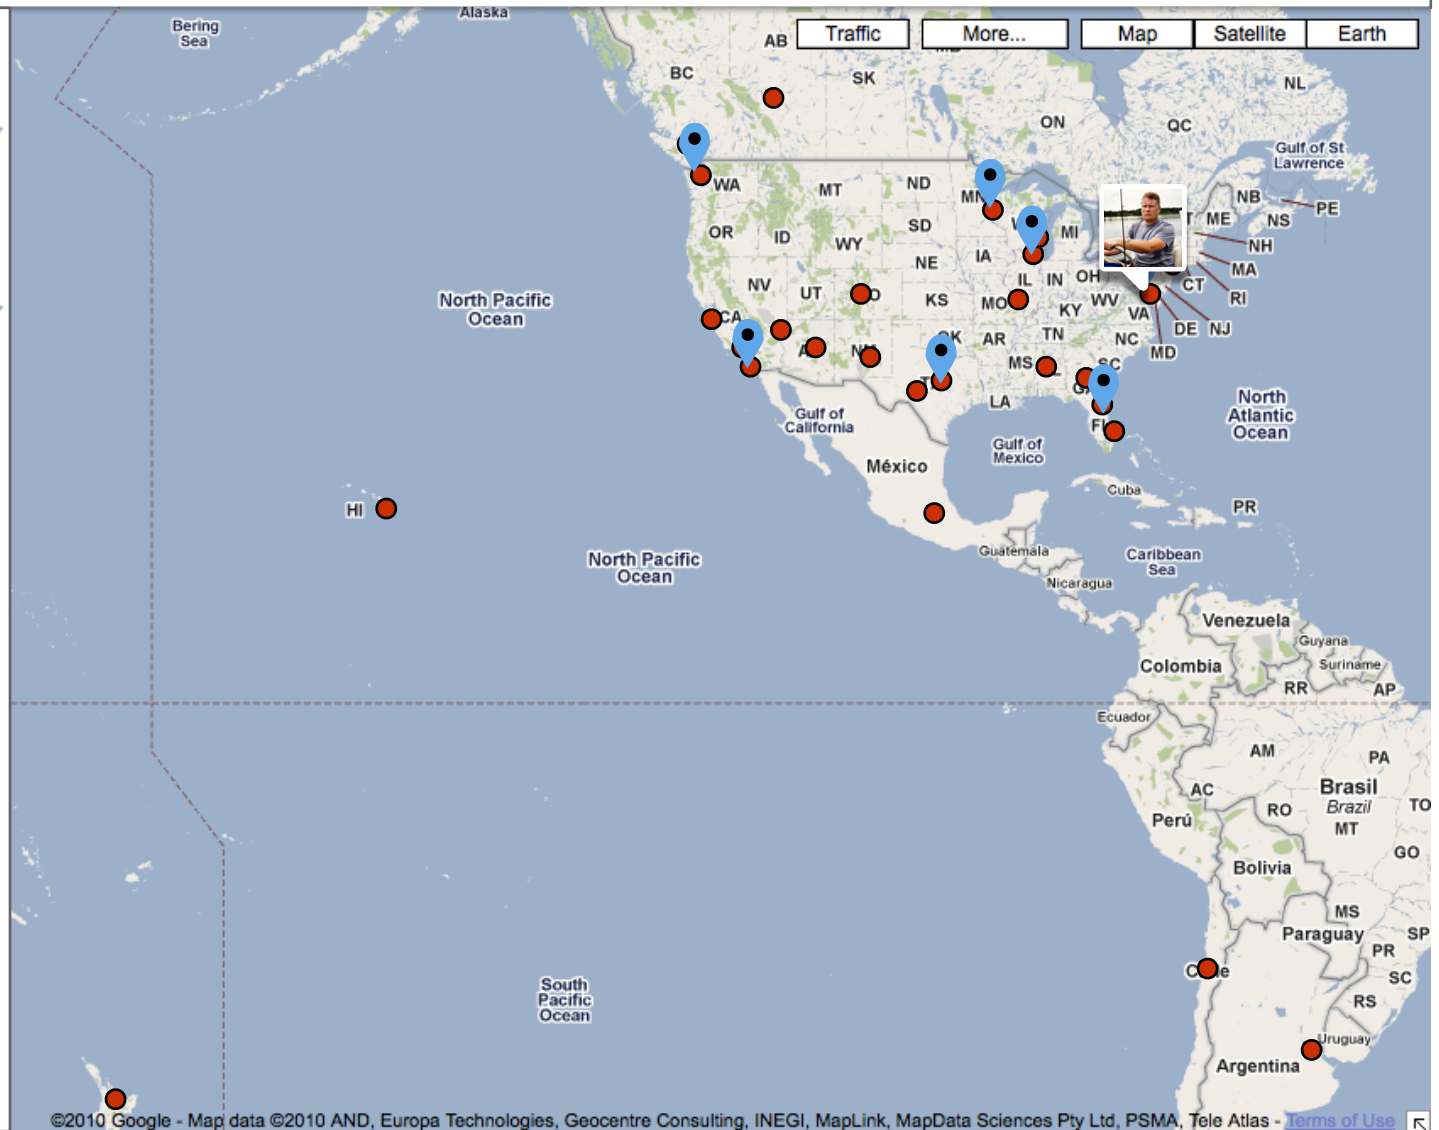 Alaska
Bering
Sea
Traffic
More...
Map
Satellite
Earth
AB
BC
SK
NL
ON
QC
Gulf of St
Lawrence
WA
MT
ND
MN
NB
PE
ME
NS
OR
ID
SD
MI
NH
WY
IA
MA
NE
OH
IL
IN
CT
NV
UT
RI
North Pacific
Ocean
KS
MO
WV
KY
VA
CA
DE
NJ
TN
NC
MD
AR
MS
SC
LA
Gulf of
California
North
Atlantic
Ocean
Gulf of
Mexico
México
Cuba
HI
PR
Guatemala
Caribbean
Sea
North Pacific
Ocean
Nicaragua
Venezuela
Guyana
Colombia
Suriname
RR
AP
Ecuador
AM
PA
AC
Brasil
Brazil
RO
TO
Perú
MT
GO
Bolivia
MS
Paraguay
SP
PR
SC
South
Pacific
Ocean
RS
Uruguay
Argentina
©2010 Google - Map data ©2010 AND, Europa Technologies, Geocentre Consulting, INEGI, MapLink, MapData Sciences Pty Ltd, PSMA, Tele Atlas - Terms of Use